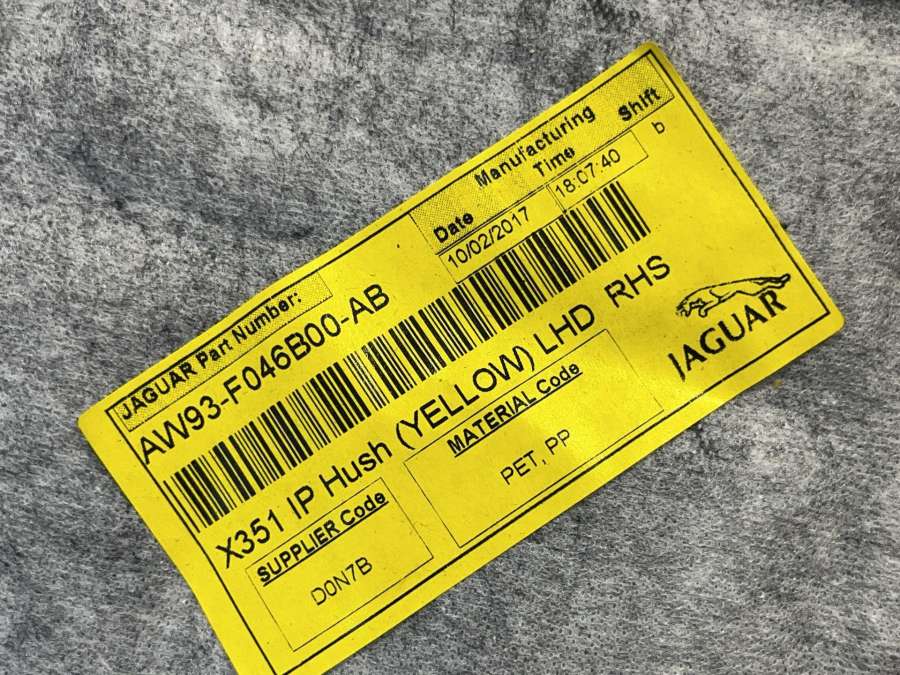 JAGUAR Part Number:
AW93-F046B00-AB
Manufacturing
Date Time Shift
10/02/2017 18:07:40 b
X351 IP Hush (YELLOW) LHD RHS
SUPPLIER Code
D0N7B
MATERIAL Code
PET, PP
JAGUAR